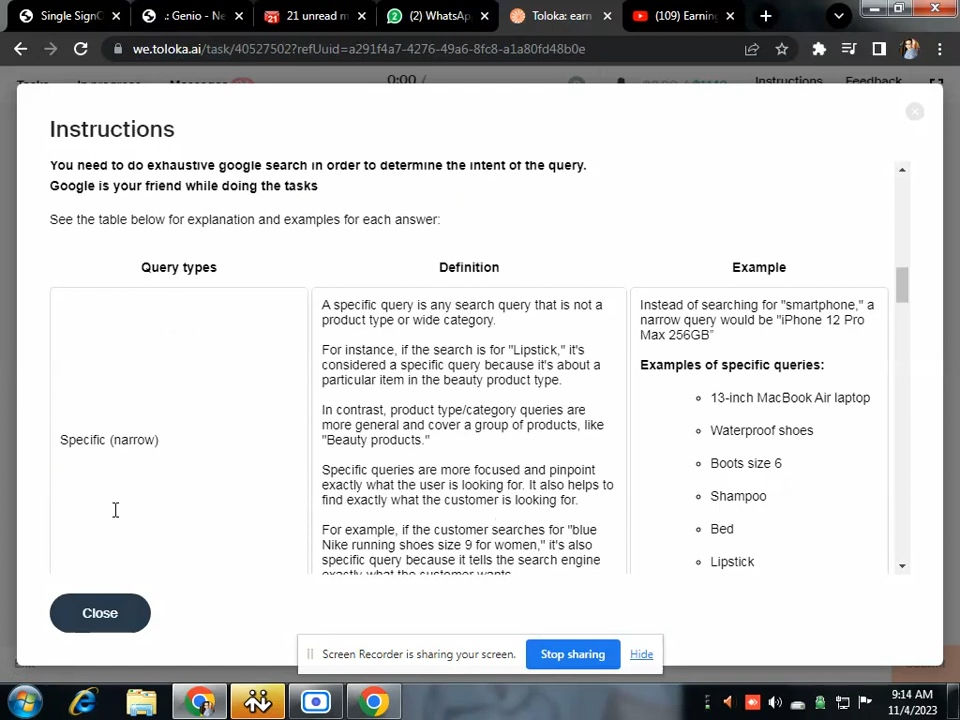 Single SignO
.: Genio - Ne
21 unread m
(2) WhatsAp
Toloka: earn
(109) Earnin
we.toloka.ai/task/40527502?refUuid=a291f4a7-4276-49a6-8fc8-a1a80fd48b0e
0:00 /
Instructions
Feedback
Instructions
You need to do exhaustive google search in order to determine the intent of the query.
Google is your friend while doing the tasks
See the table below for explanation and examples for each answer:
Query types
Definition
Example
Specific (narrow)
A specific query is any search query that is not a
product type or wide category.
For instance, if the search is for "Lipstick," it's
considered a specific query because it's about a
particular item in the beauty product type.
In contrast, product type/category queries are
more general and cover a group of products, like
"Beauty products."
Specific queries are more focused and pinpoint
exactly what the user is looking for. It also helps to
find exactly what the customer is looking for.
For example, if the customer searches for "blue
Nike running shoes size 9 for women," it's also
specific query because it tells the search engine
exactly what the customer wants
Instead of searching for "smartphone," a
narrow query would be "iPhone 12 Pro
Max 256GB"
Examples of specific queries:
13-inch MacBook Air laptop
Waterproof shoes
Boots size 6
Shampoo
Bed
Lipstick
Close
Screen Recorder is sharing your screen.
Stop sharing
Hide
9:14 AM
11/4/2023